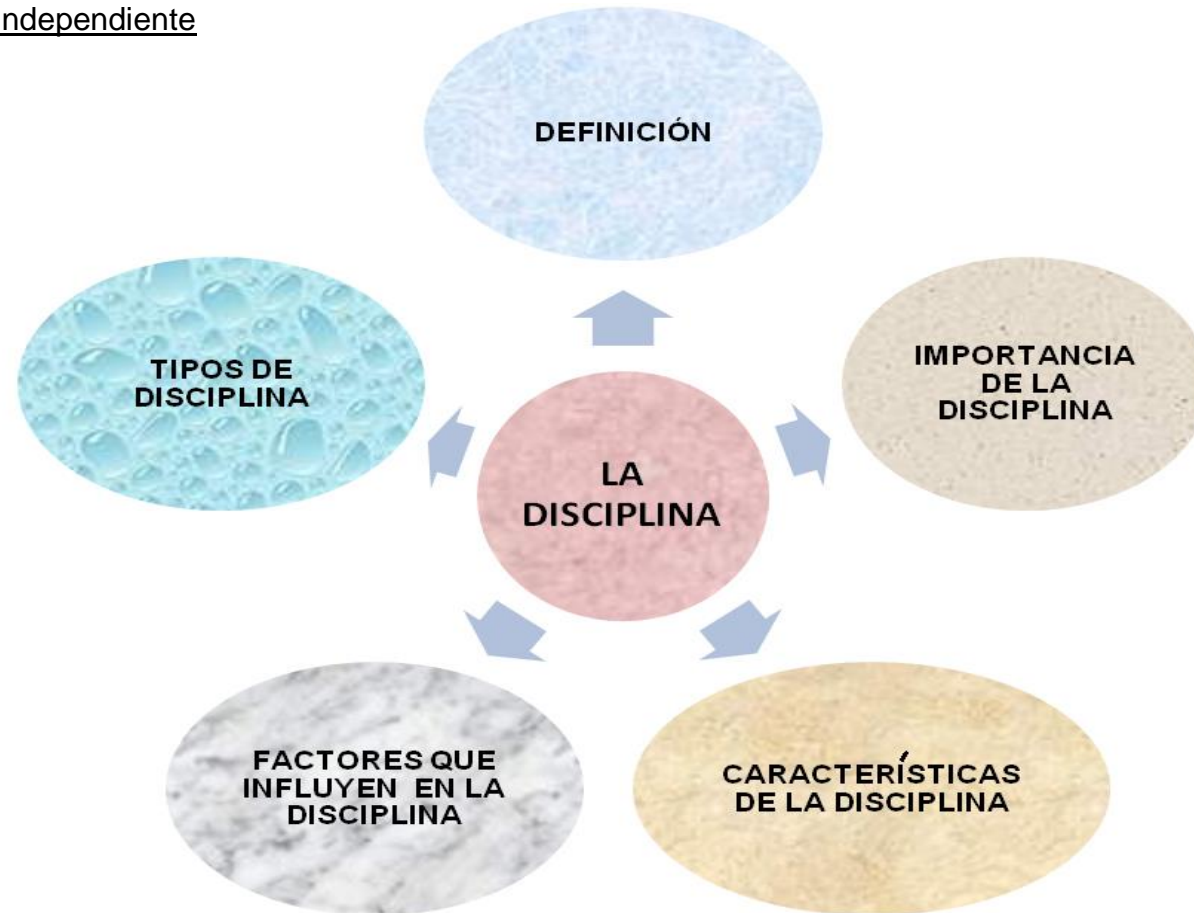 ndependiente
DEFINICIÓN
TIPOS DE
DISCIPLINA
IMPORTANCIA
DE LA
DISCIPLINA
LA
DISCIPLINA
FACTORES QUE
INFLUYEN EN LA
DISCIPLINA
CARACTERÍSTICAS
DE LA DISCIPLINA